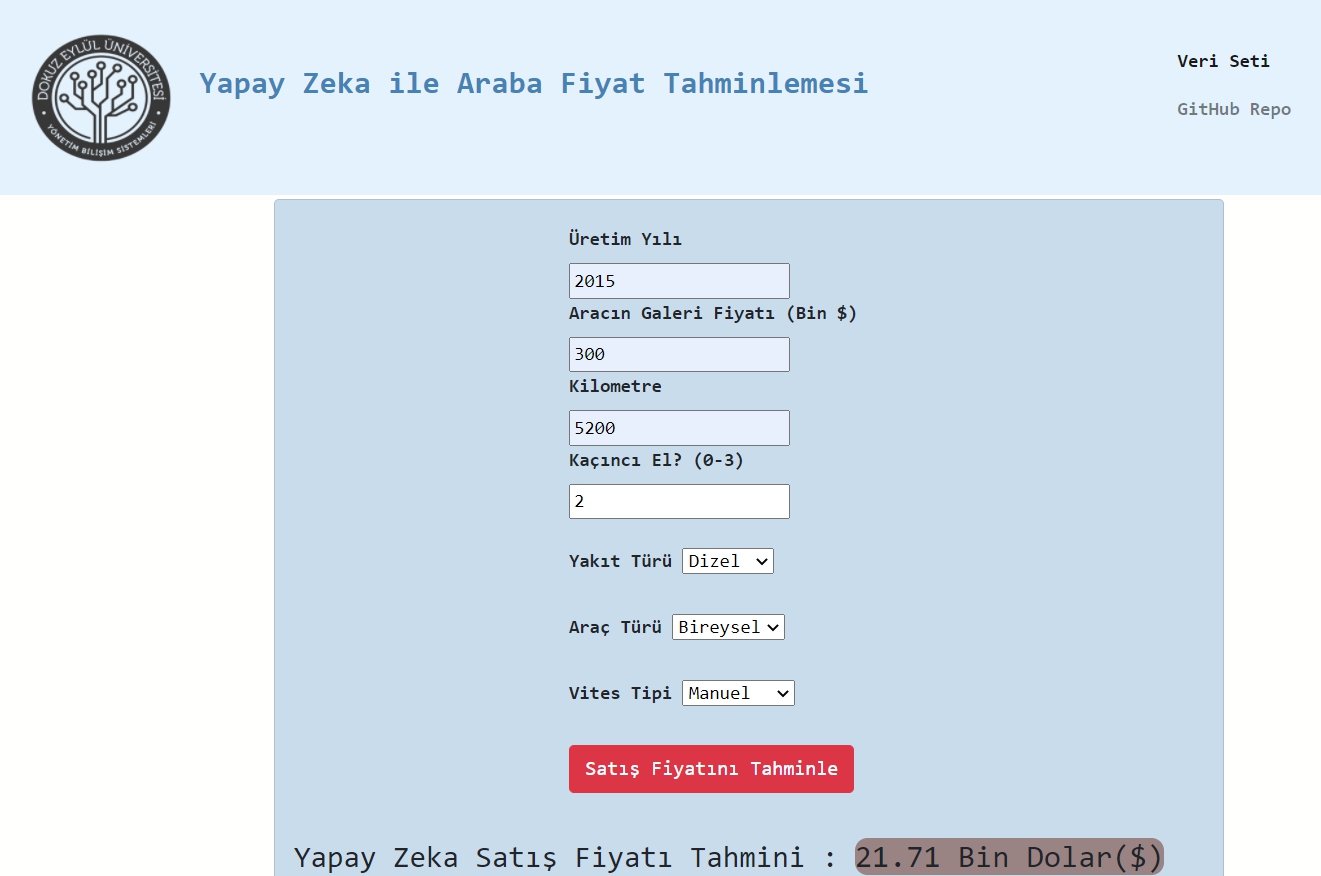 DOKUZ EYLÜL ÜNİVERSİTESİ
YÖNETİM BİLİŞİM SİSTEMLERİ
Yapay Zeka ile Araba Fiyat Tahminlemesi
Veri Seti
GitHub Repo
Üretim Yılı
2015
Aracın Galeri Fiyatı (Bin $)
300
Kilometre
5200
Kaçıncı El? (0-3)
2
Yakıt Türü Dizel
Araç Türü Bireysel
Vites Tipi Manuel
Satış Fiyatını Tahminle
Yapay Zeka Satış Fiyatı Tahmini : 21.71 Bin Dolar($)